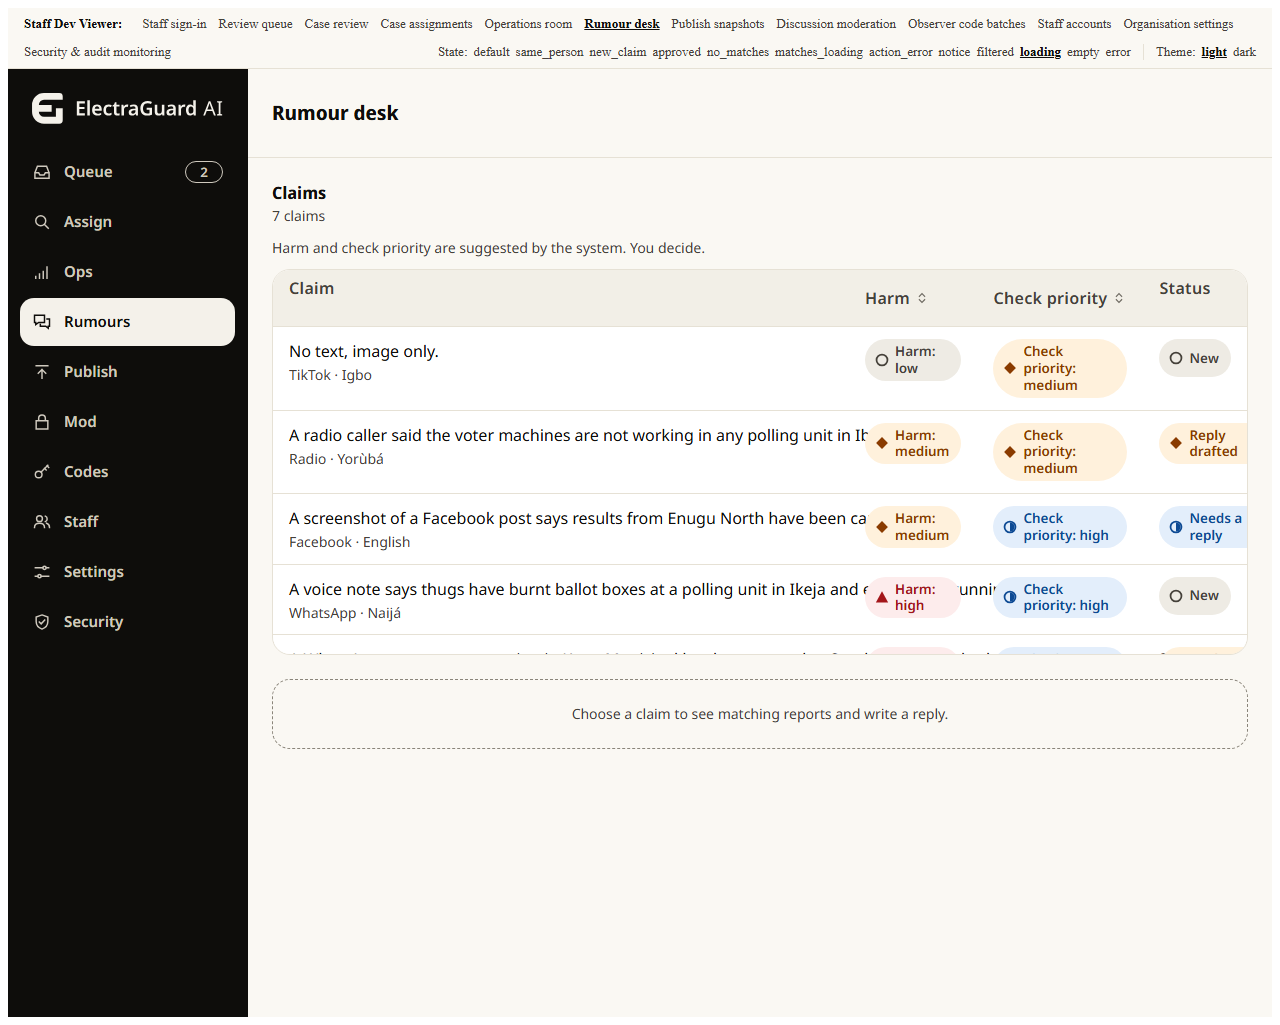 Staff Dev Viewer: Staff sign-in Review queue Case review Case assignments Operations room Rumour desk Publish snapshots Discussion moderation Observer code batches Staff accounts Organisation settings
Security & audit monitoring State: default same_person new_claim approved no_matches matches_loading action_error notice filtered loading empty error Theme: light dark
ElectraGuard AI
Rumour desk
Queue 2
Assign
Ops
Rumours
Publish
Mod
Codes
Staff
Settings
Security
Claims
7 claims
Harm and check priority are suggested by the system. You decide.
Claim Harm Check priority Status
No text, image only.
TikTok · Igbo
Harm: low
Check priority: medium
New
A radio caller said the voter machines are not working in any polling unit in
Radio · Yorùbá
Harm: medium
Check priority: medium
Reply drafted
A screenshot of a Facebook post says results from Enugu North have been
Facebook · English
Harm: medium
Check priority: high
Needs a reply
A voice note says thugs have burnt ballot boxes at a polling unit in Ikeja and
WhatsApp · Naijá
Harm: high
Check priority: high
New
Choose a claim to see matching reports and write a reply.